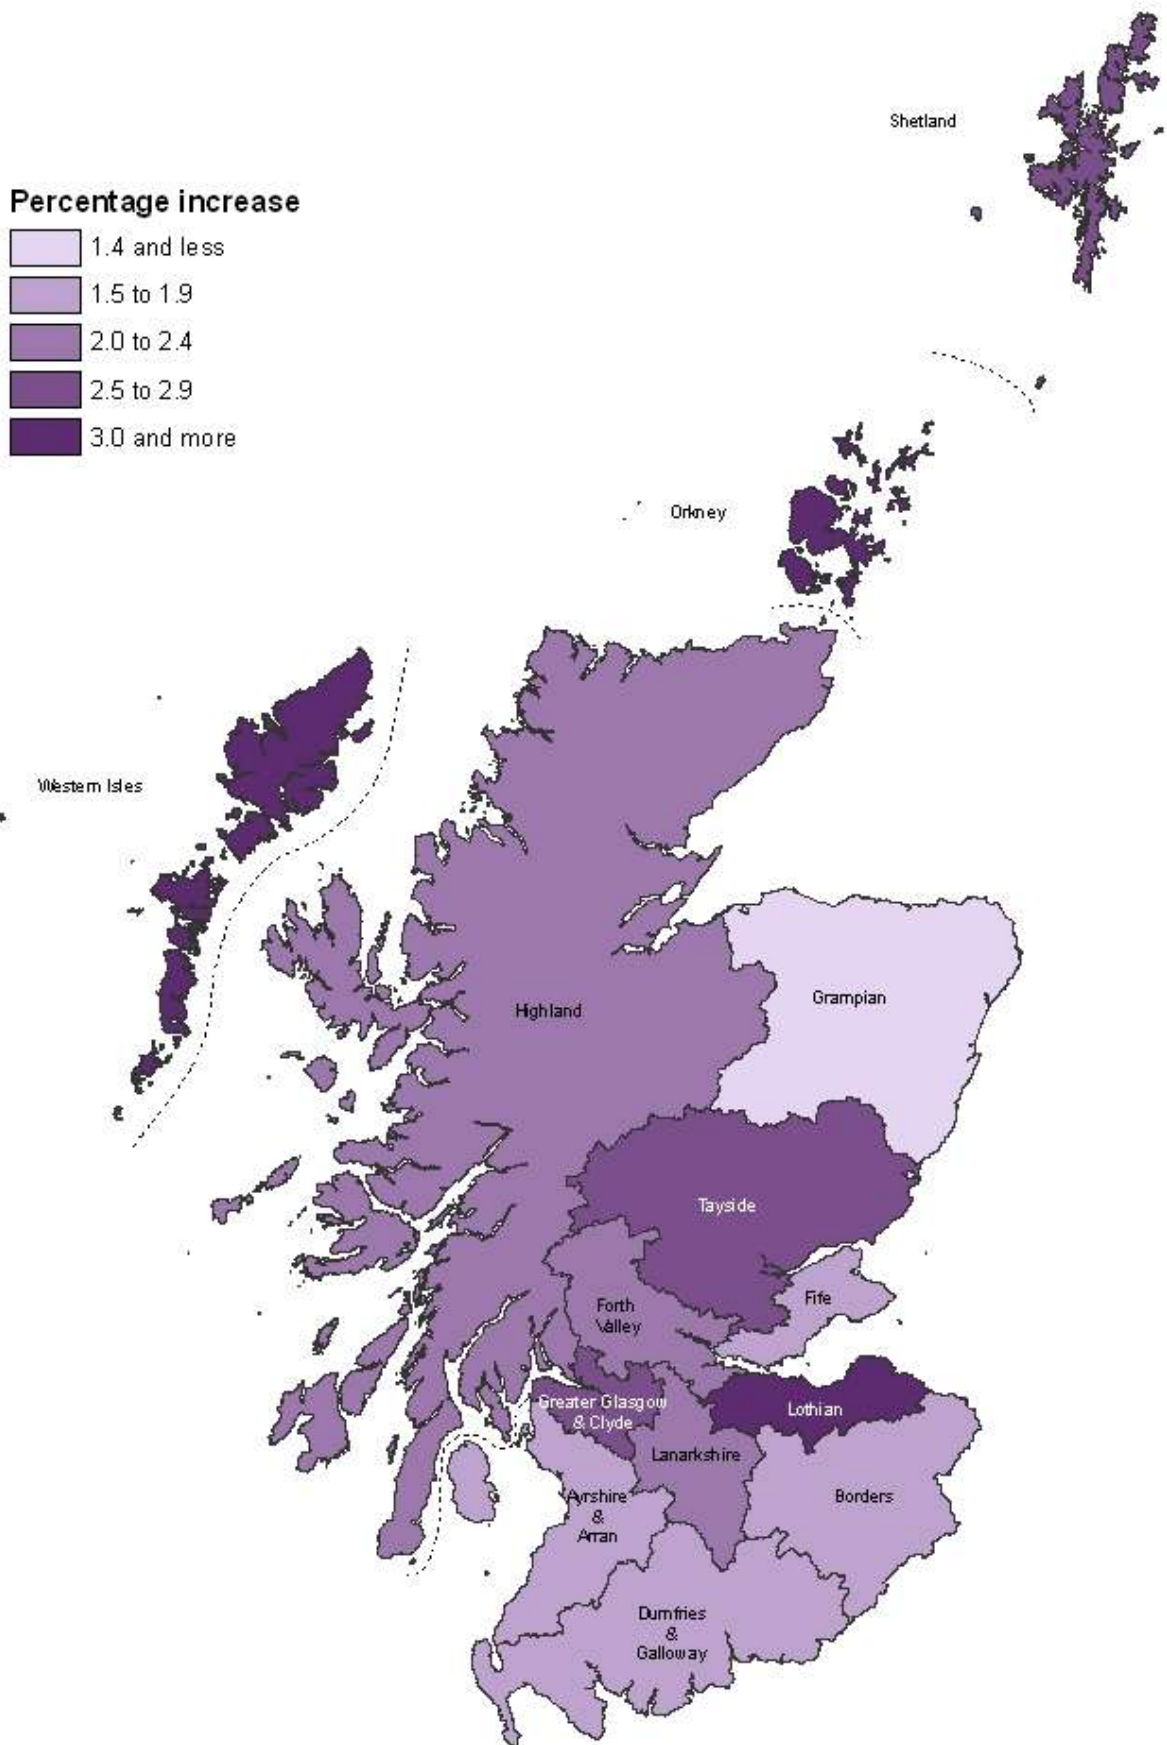 Shetland
Percentage increase
1.4 and less
1.5 to 1.9
2.0 to 2.4
2.5 to 2.9
3.0 and more
Orkney
Western Isles
Grampian
Highland
Tayside
Fife
Forth
Valley
Greater Glasgow
& Clyde
Lothian
Lanarkshire
Borders
Ayrshire
&
Arran
Dumfries
&
Galloway